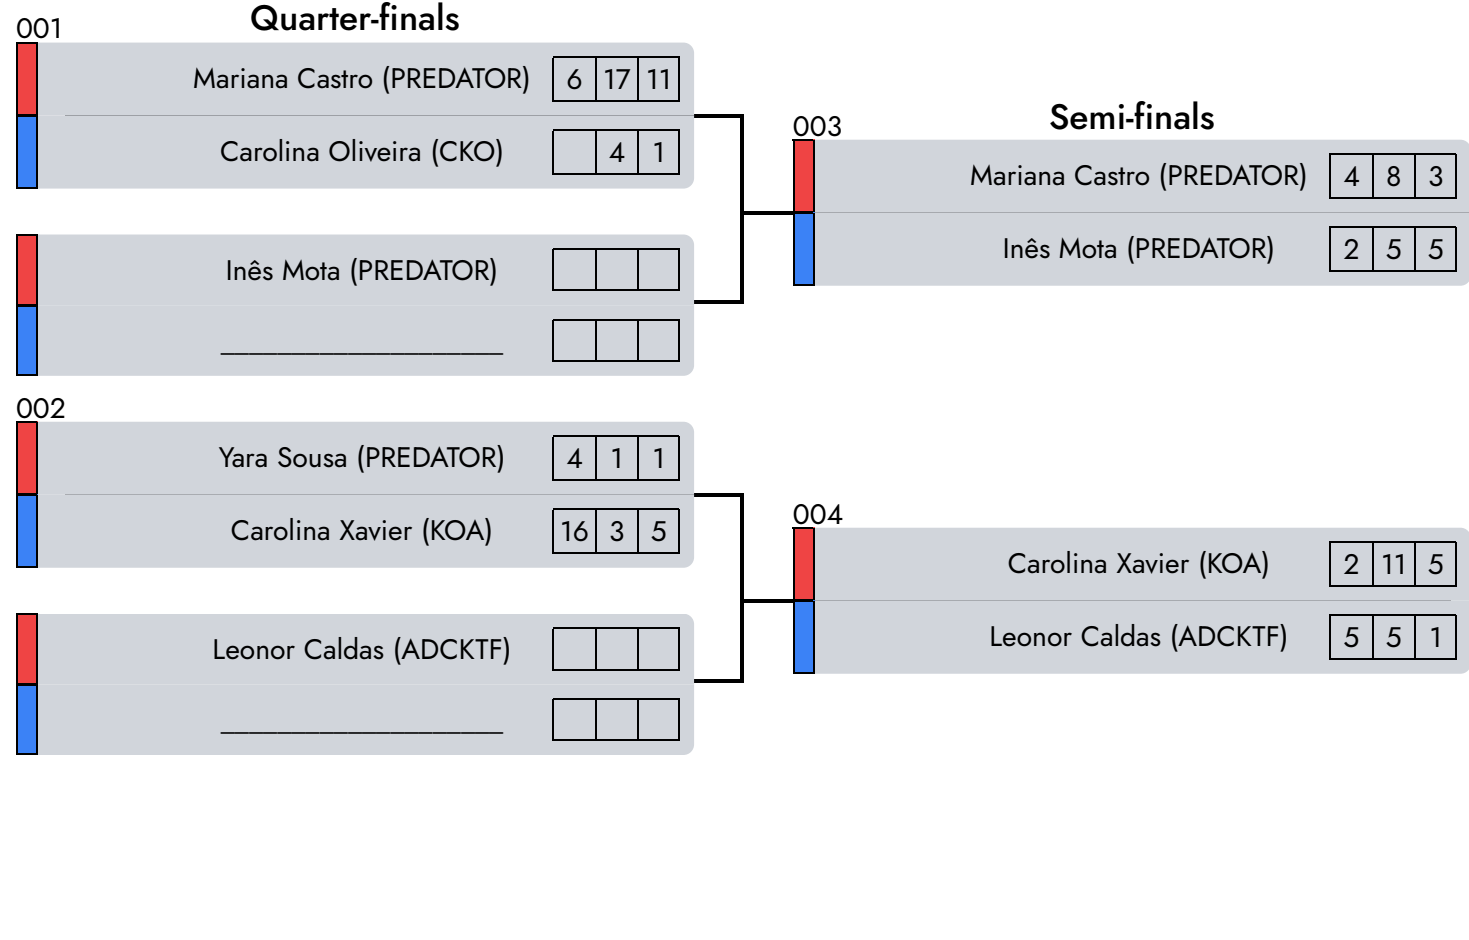 Quarter-finals
001
Mariana Castro (PREDATOR) 6 17 11
Carolina Oliveira (CKO) 4 1
Inês Mota (PREDATOR)
____________________
002
Yara Sousa (PREDATOR) 4 1 1
Carolina Xavier (KOA) 16 3 5
Leonor Caldas (ADCKTF)
____________________
Semi-finals
003
Mariana Castro (PREDATOR) 4 8 3
Inês Mota (PREDATOR) 2 5 5
004
Carolina Xavier (KOA) 2 11 5
Leonor Caldas (ADCKTF) 5 5 1